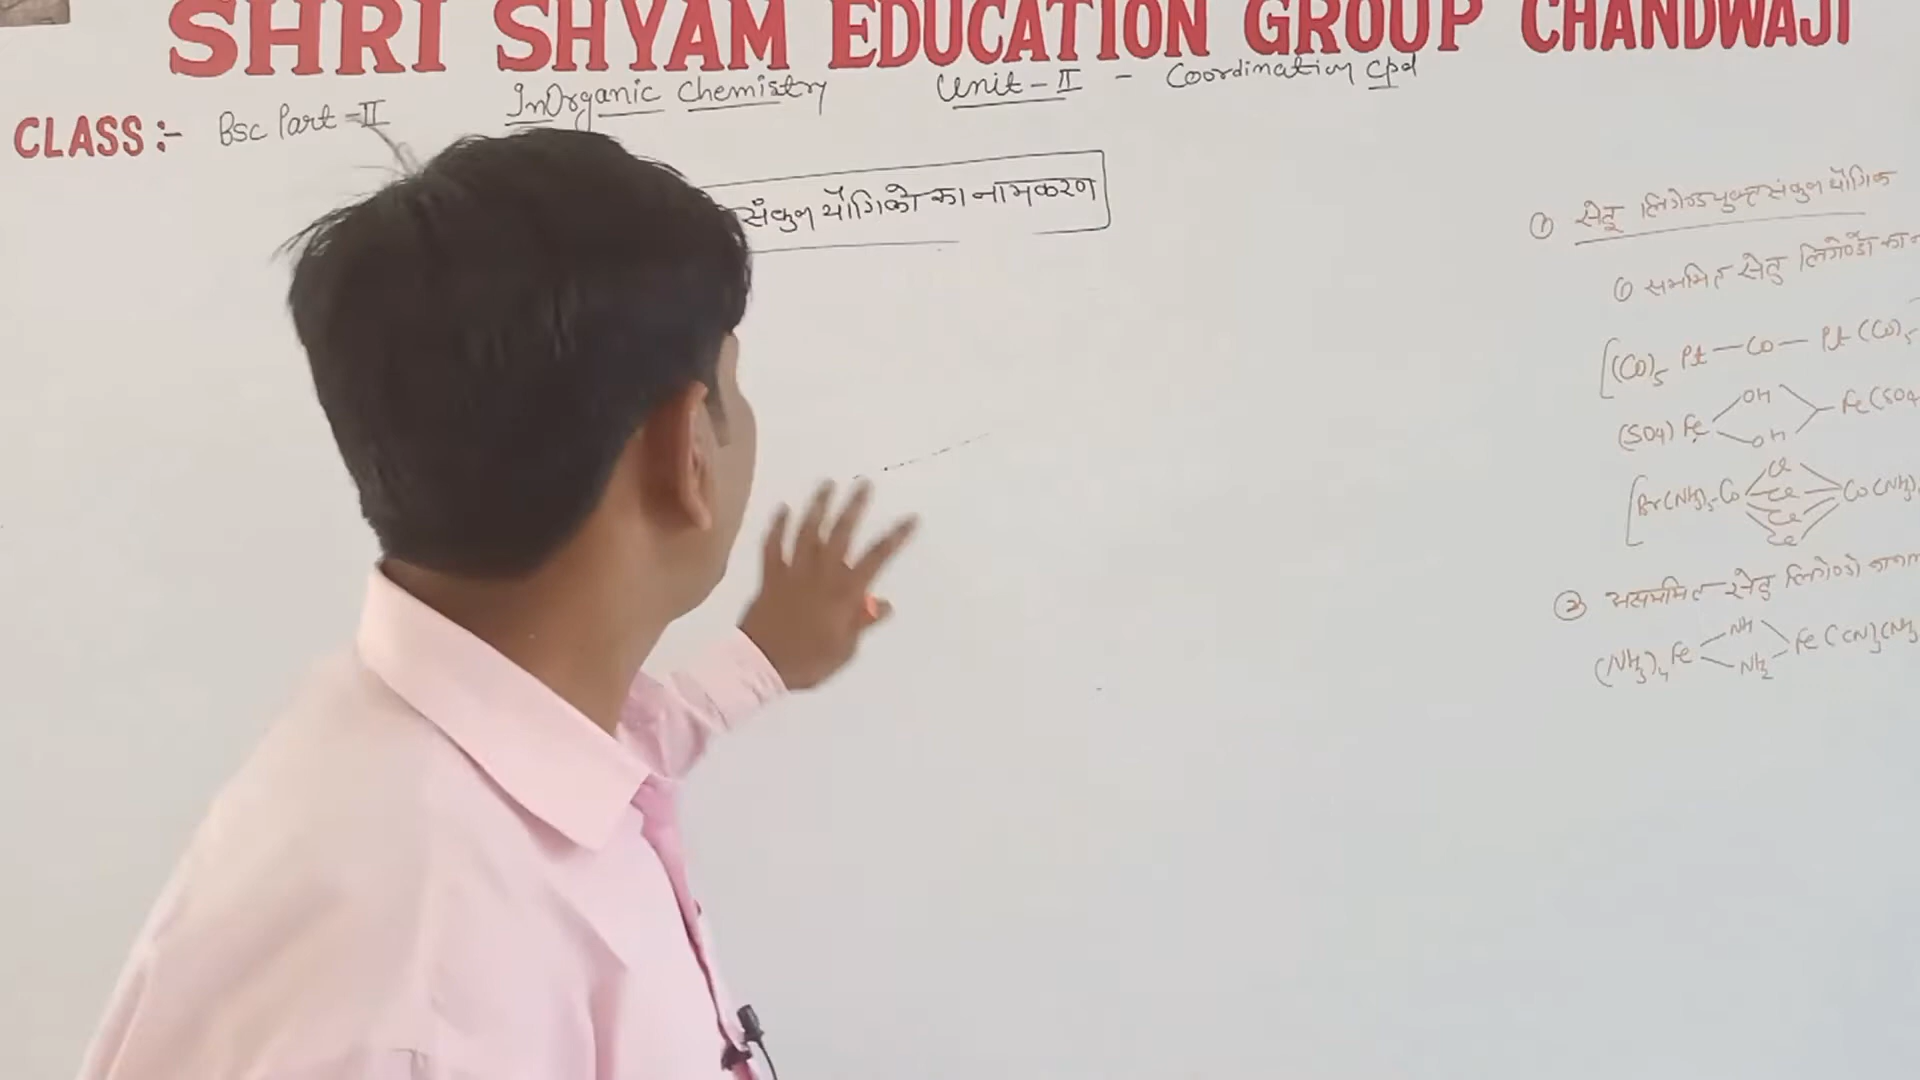 SHRI SHYAM EDUCATION GROUP CHANDWAJI
CLASS :- Bsc Part-II InOrganic Chemistry Unit-II - Coordination cpd
संकुल यौगिकों का नामकरण
① सेतु लिगेण्ड युक्त संकुल यौगिक
① सममित सेतु लिगेण्डों का
[(CO)5 Pt — CO — Pt (CO)5
(SO4) Fe OH OH Fe (SO4
[Br(NH3)5 Co Cl Cl Cl Cl Co (NH3)
② असममित सेतु लिगेण्डो
(NH3)4 Fe NH NH2 Fe (CN)(NH3